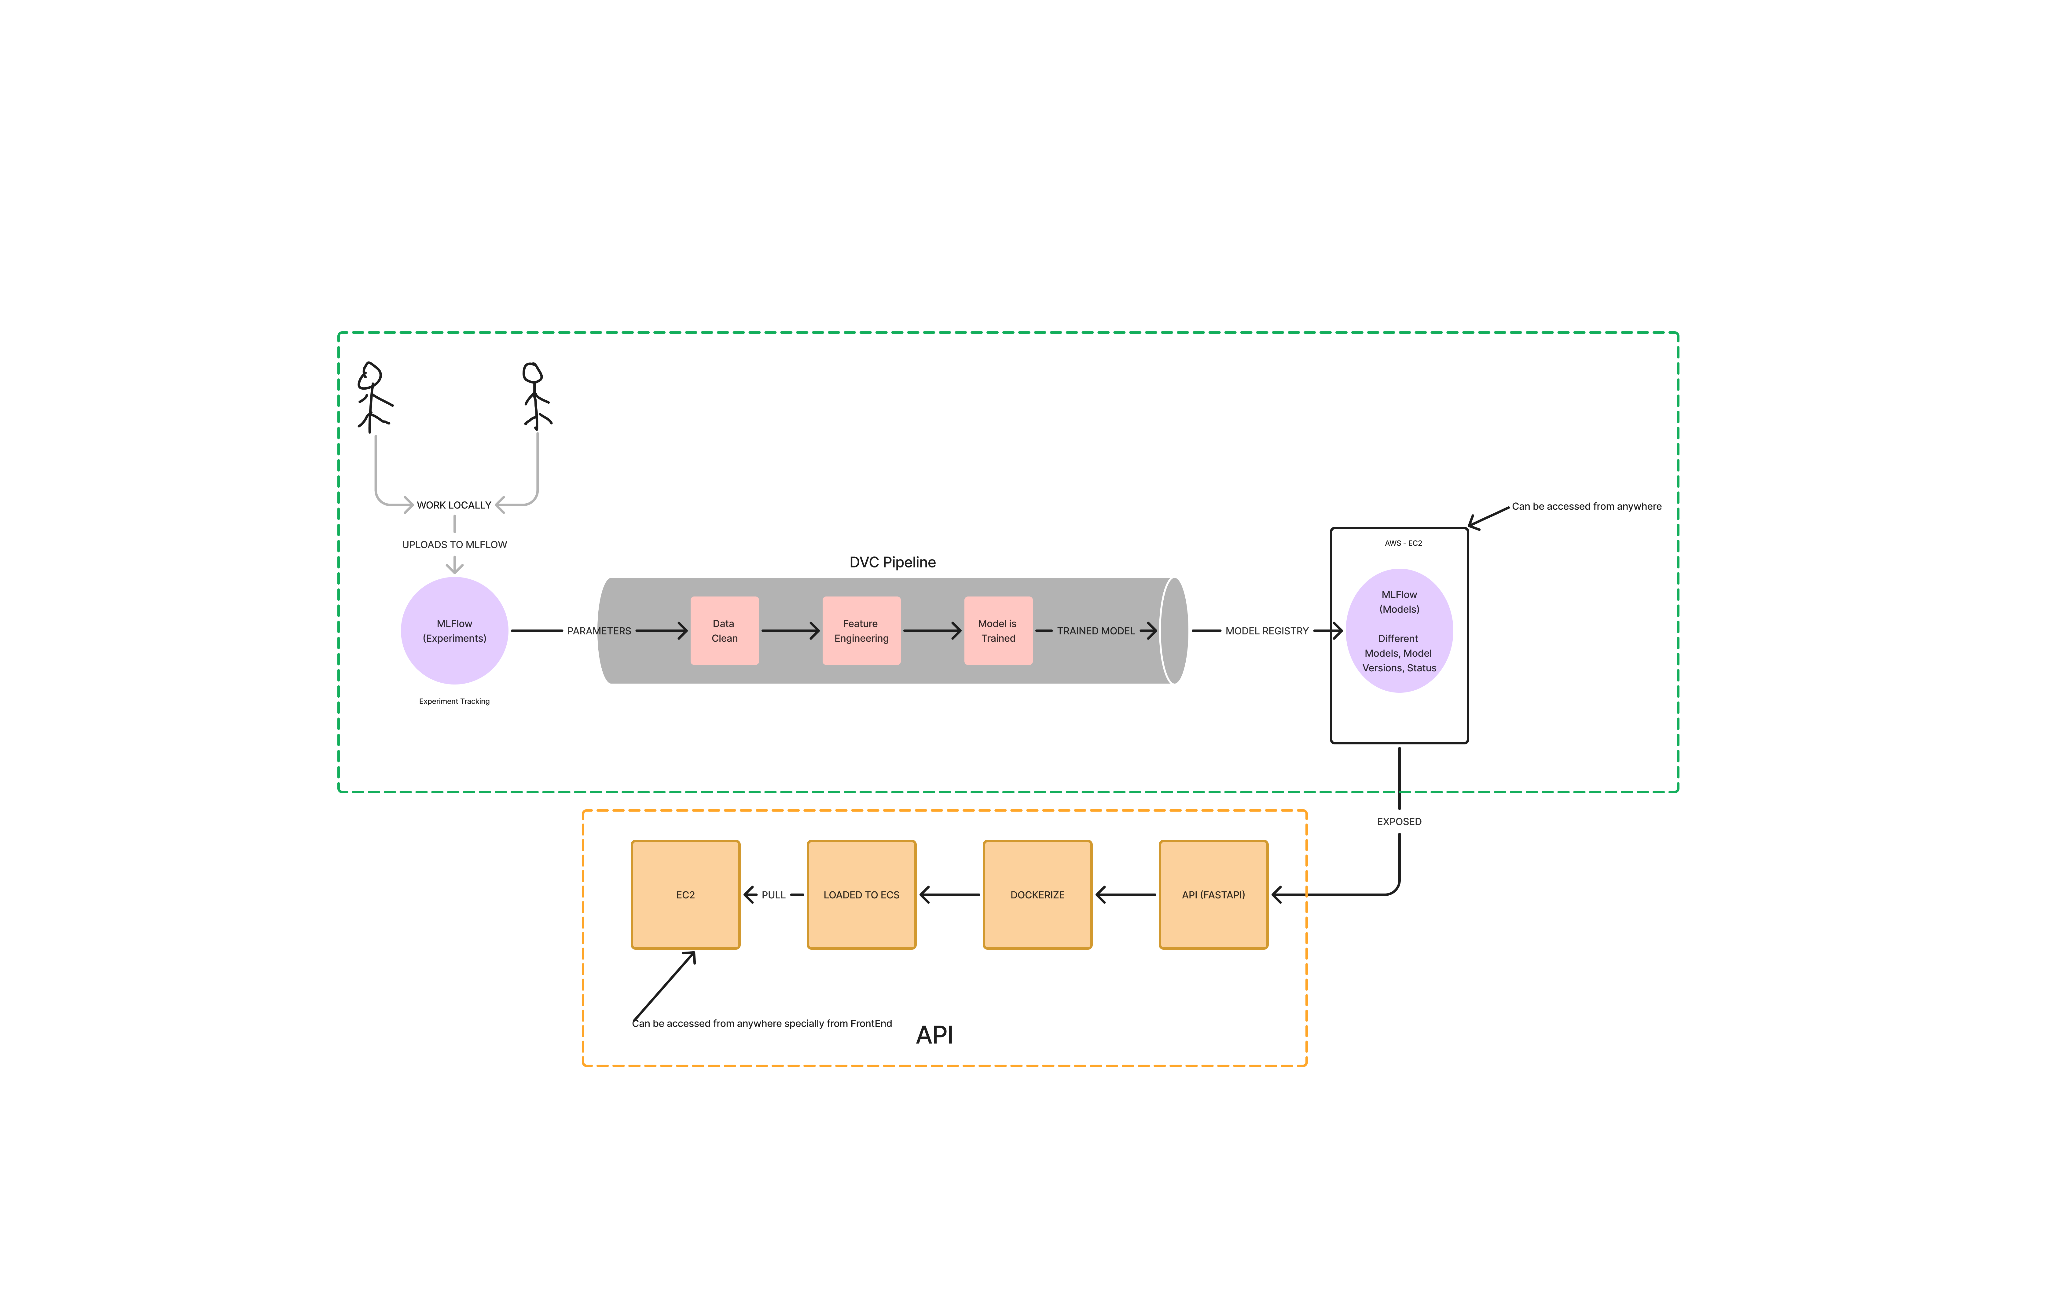 WORK LOCALLY
UPLOADS TO MLFLOW
MLFlow
(Experiments)
Experiment Tracking
PARAMETERS
DVC Pipeline
Data
Clean
Feature
Engineering
Model is
Trained
TRAINED MODEL
MODEL REGISTRY
Can be accessed from anywhere
AWS - EC2
MLFlow
(Models)
Different
Models, Model
Versions, Status
EXPOSED
EC2
PULL
LOADED TO ECS
DOCKERIZE
API (FASTAPI)
Can be accessed from anywhere specially from FrontEnd
API